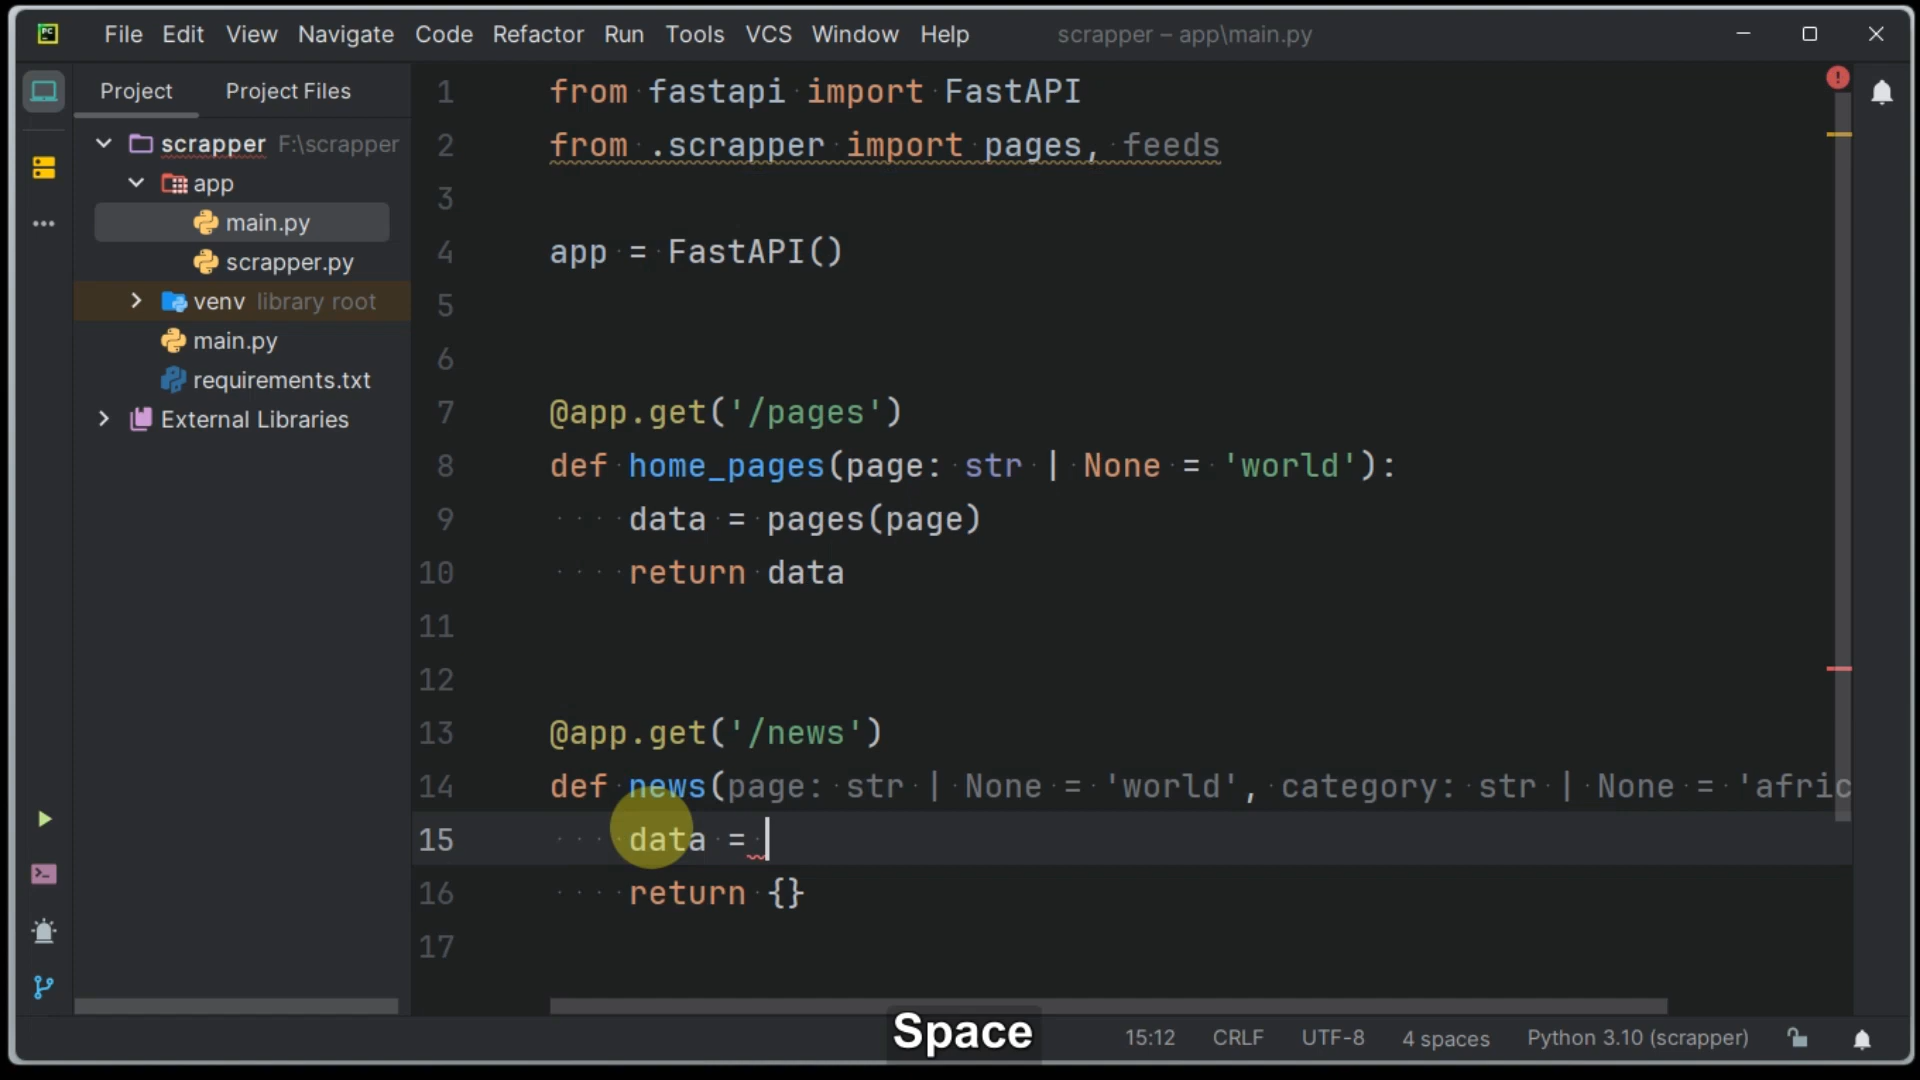 PC File Edit View Navigate Code Refactor Run Tools VCS Window Help scrapper – app\main.py
Project Project Files
scrapper F:\scrapper
app
main.py
scrapper.py
venv library root
main.py
requirements.txt
External Libraries
1 from fastapi import FastAPI
2 from .scrapper import pages, feeds
3
4 app = FastAPI()
5
6
7 @app.get('/pages')
8 def home_pages(page: str | None = 'world'):
9 data = pages(page)
10 return data
11
12
13 @app.get('/news')
14 def news(page: str | None = 'world', category: str | None = 'afric
15 data =
16 return {}
17
Space
15:12 CRLF UTF-8 4 spaces Python 3.10 (scrapper)